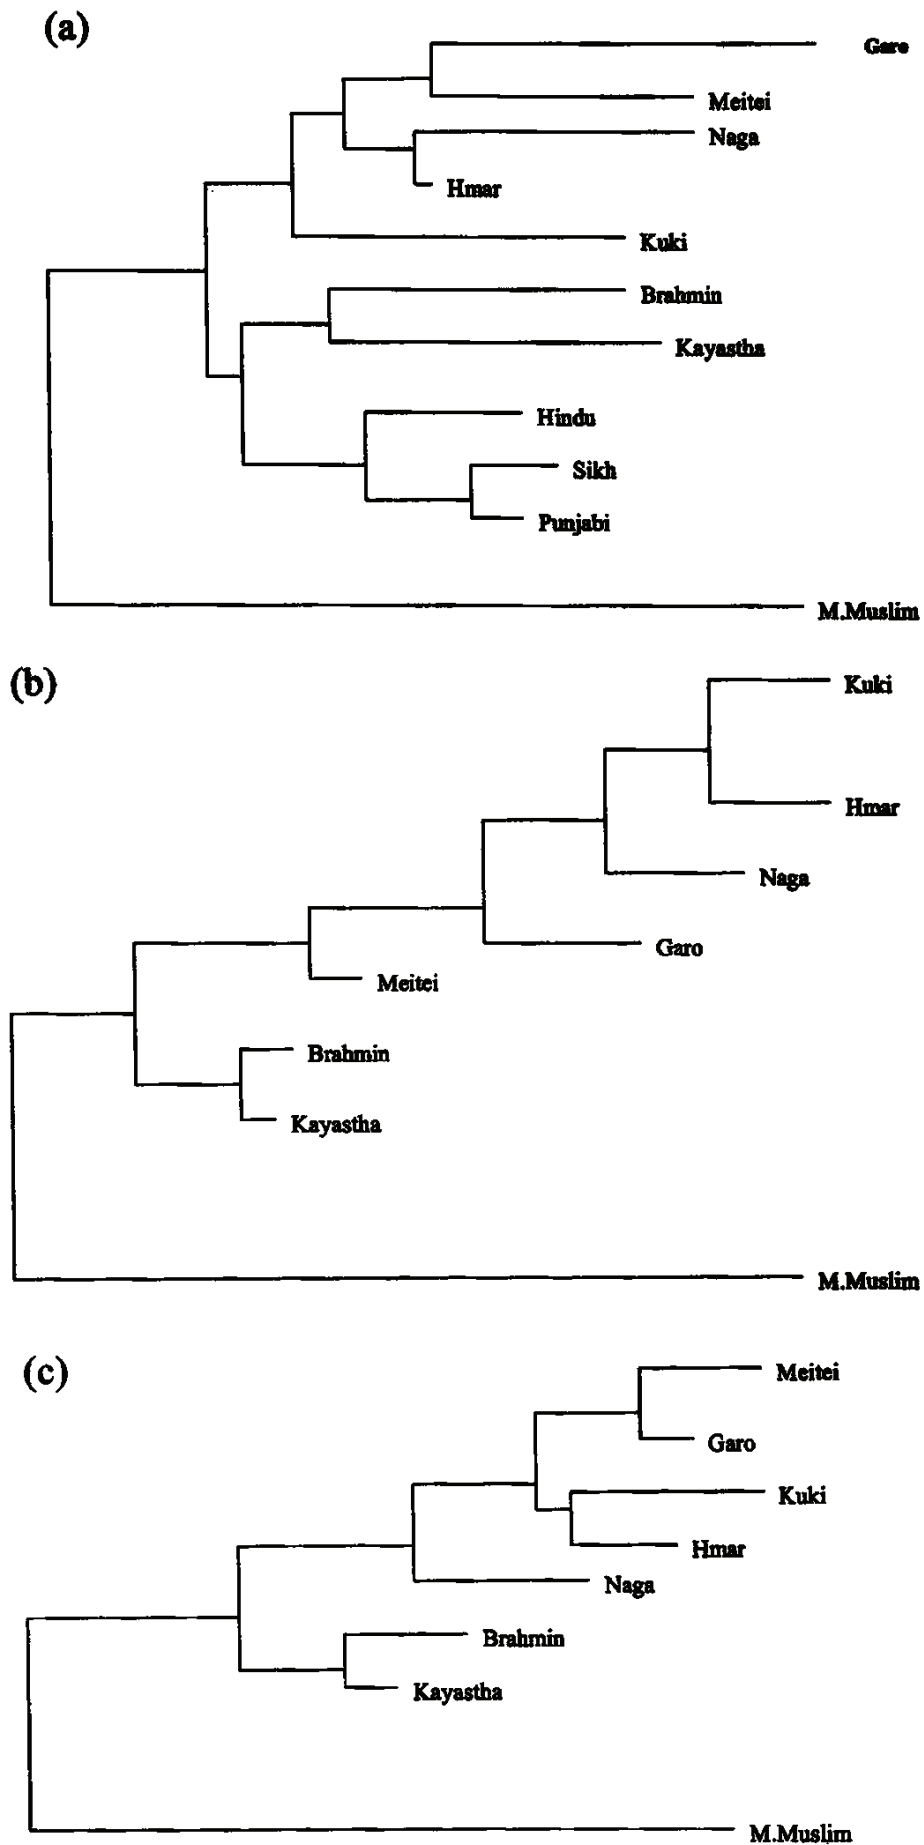 (a)
Garo
Meitei
Naga
Hmar
Kuki
Brahmin
Kayastha
Hindu
Sikh
Punjabi
M.Muslim
(b)
Kuki
Hmar
Naga
Garo
Meitei
Brahmin
Kayastha
M.Muslim
(c)
Meitei
Garo
Kuki
Hmar
Naga
Brahmin
Kayastha
M.Muslim